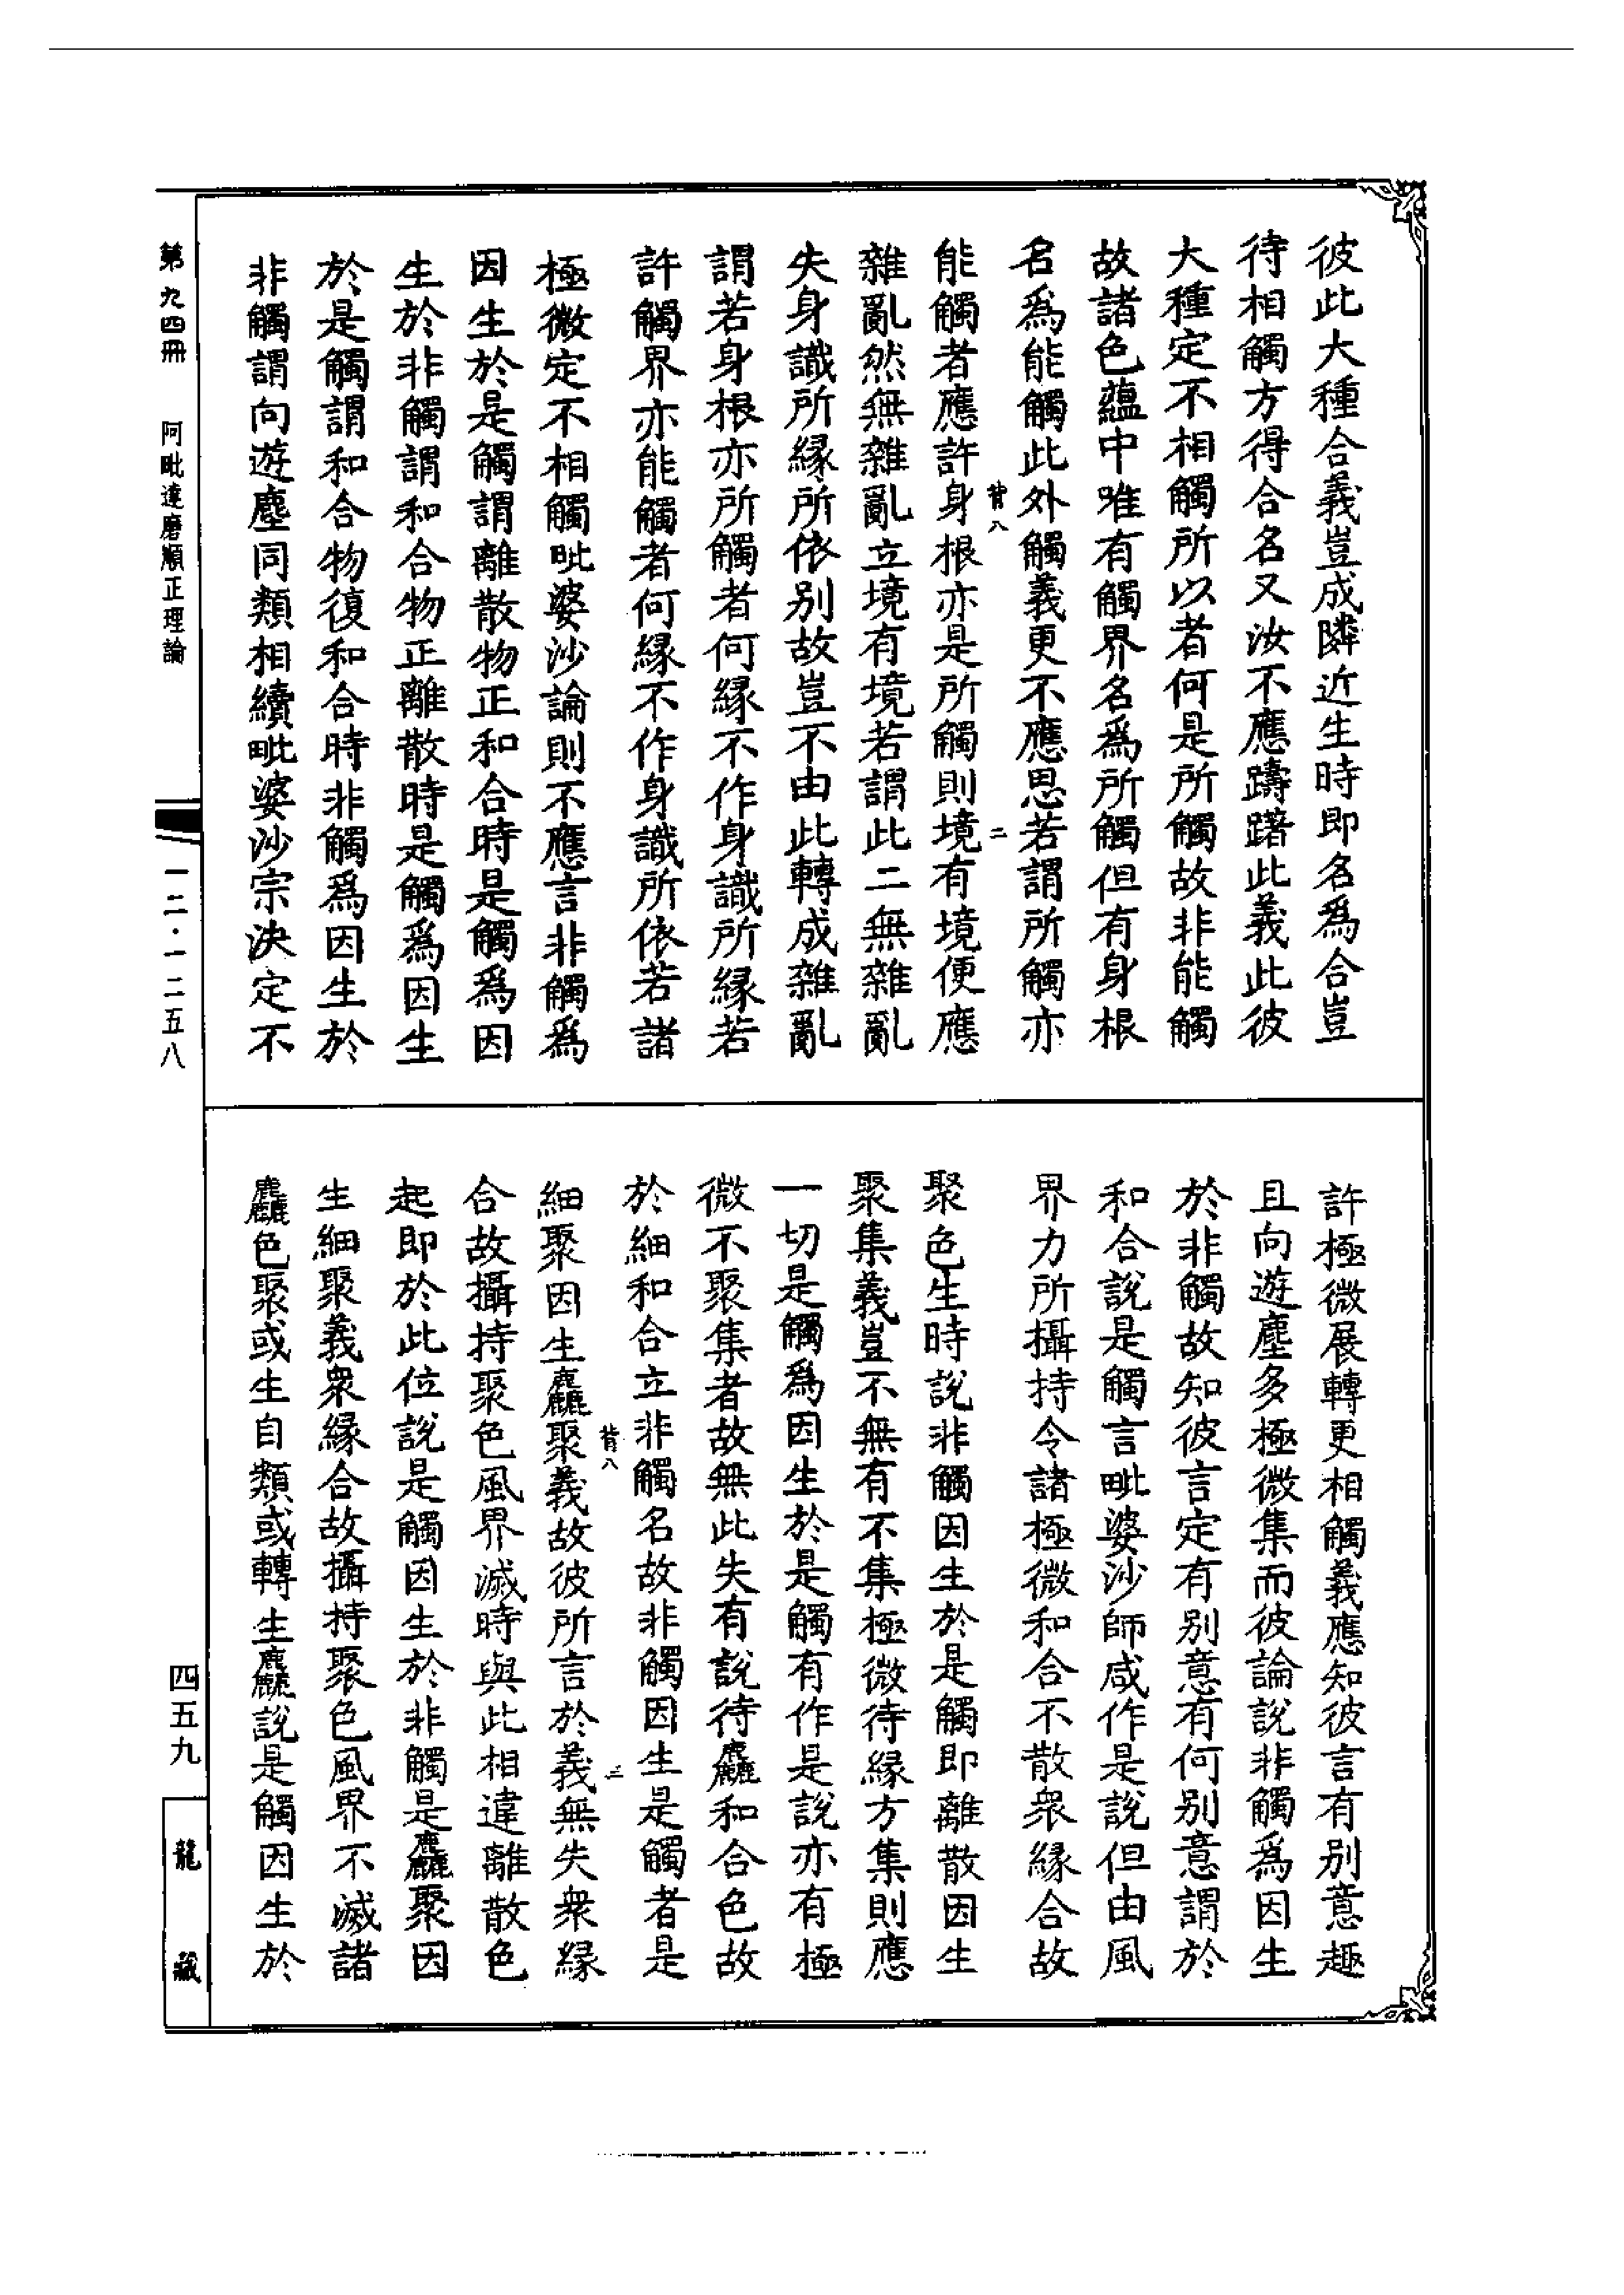 彼此大種合義豈成隣近生時即名爲合豈
待相觸方得合名又汝不應躊躇此義此彼
大種定不相觸所以者何是所觸故非能觸
故諸色蘊中唯有觸界名爲所觸但有身根
名爲能觸此外觸義更不應思若謂所觸亦
能觸者應許身根亦是所觸則境有境便應
雜亂然無雜亂立境有境若謂此二無雜亂
失身識所緣所依別故豈不由此轉成雜亂
謂若身根亦所觸者何緣不作身識所緣若
許觸界亦能觸者何緣不作身識所依若諸
極微定不相觸毗婆沙論則不應言非觸爲
因生於是觸謂離散物正和合時是觸爲因
生於非觸謂和合物正離散時是觸爲因生
於是觸謂和合物復和合時非觸爲因生於
非觸謂向遊塵同類相續毗婆沙宗決定不
許極微展轉更相觸義應知彼言有別意趣
且向遊塵多極微集而彼論說非觸爲因生
於非觸故知彼言定有別意有何別意謂於
和合說是觸言毗婆沙師咸作是說但由風
界力所攝持令諸極微和合不散衆緣合故
聚色生時說非觸因生於是觸即離散因生
聚集義豈不無有不集極微待緣方集則應
一切是觸爲因生於是觸有作是說亦有極
微不聚集者故無此失有說待麤和合色故
於細和合立非觸名故非觸因生是觸者是
細聚因生麤聚義故彼所言於義無失衆緣
合故攝持聚色風界滅時與此相違離散色
起即於此位說是觸因生於非觸是麤聚因
生細聚義衆緣合故攝持聚色風界不滅諸
麤色聚或生自類或轉生麤說是觸因生於
背八
二
背八
三
第九四冊 阿毗達磨順正理論
一二·一二五八
四五九
龍藏